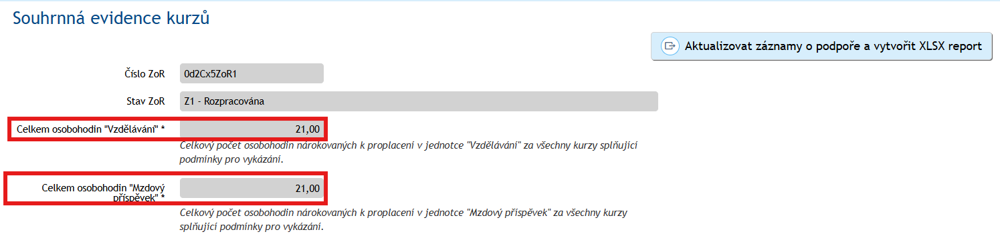 Souhrnná evidence kurzů
Aktualizovat záznamy o podpoře a vytvořit XLSX report
Číslo ZoR 0d2Cx5ZoR1
Stav ZoR Z1 - Rozpracována
Celkem osobohodin "Vzdělávání" * 21,00
Celkový počet osobohodin nárokovaných k proplacení v jednotce "Vzdělávání" za všechny kurzy splňující
podmínky pro vykázání.
Celkem osobohodin "Mzdový 21,00
příspěvek" *
Celkový počet osobohodin nárokovaných k proplacení v jednotce "Mzdový příspěvek" za všechny kurzy
splňující podmínky pro vykázání.